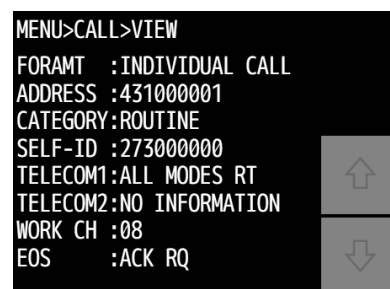 MENU>CALL>VIEW
FORAMT :INDIVIDUAL CALL
ADDRESS :431000001
CATEGORY:ROUTINE
SELF-ID :273000000
TELECOM1:ALL MODES RT
TELECOM2:NO INFORMATION
WORK CH :08
EOS :ACK RQ